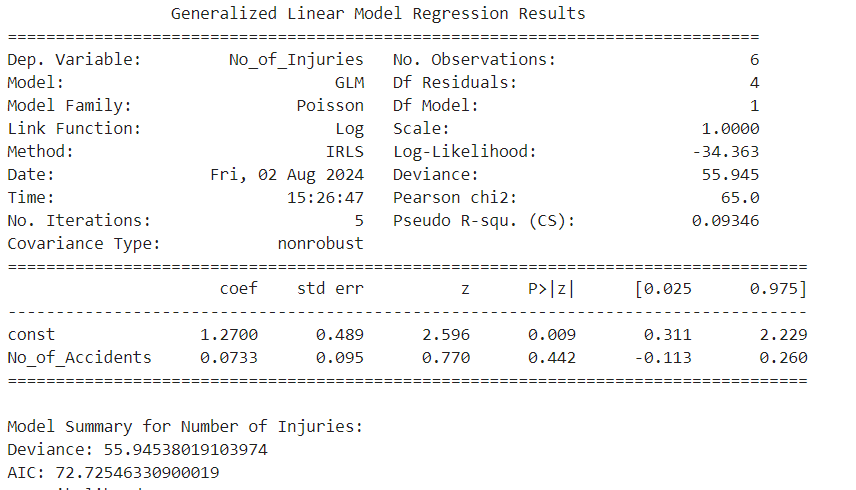 Generalized Linear Model Regression Results
==============================================================================
Dep. Variable: No_of_Injuries No. Observations: 6
Model: GLM Df Residuals: 4
Model Family: Poisson Df Model: 1
Link Function: Log Scale: 1.0000
Method: IRLS Log-Likelihood: -34.363
Date: Fri, 02 Aug 2024 Deviance: 55.945
Time: 15:26:47 Pearson chi2: 65.0
No. Iterations: 5 Pseudo R-squ. (CS): 0.09346
Covariance Type: nonrobust
===================================================================================
coef std err z P>|z| [0.025 0.975]
-----------------------------------------------------------------------------------
const 1.2700 0.489 2.596 0.009 0.311 2.229
No_of_Accidents 0.0733 0.095 0.770 0.442 -0.113 0.260
===================================================================================
Model Summary for Number of Injuries:
Deviance: 55.94538019103974
AIC: 72.72546330900019